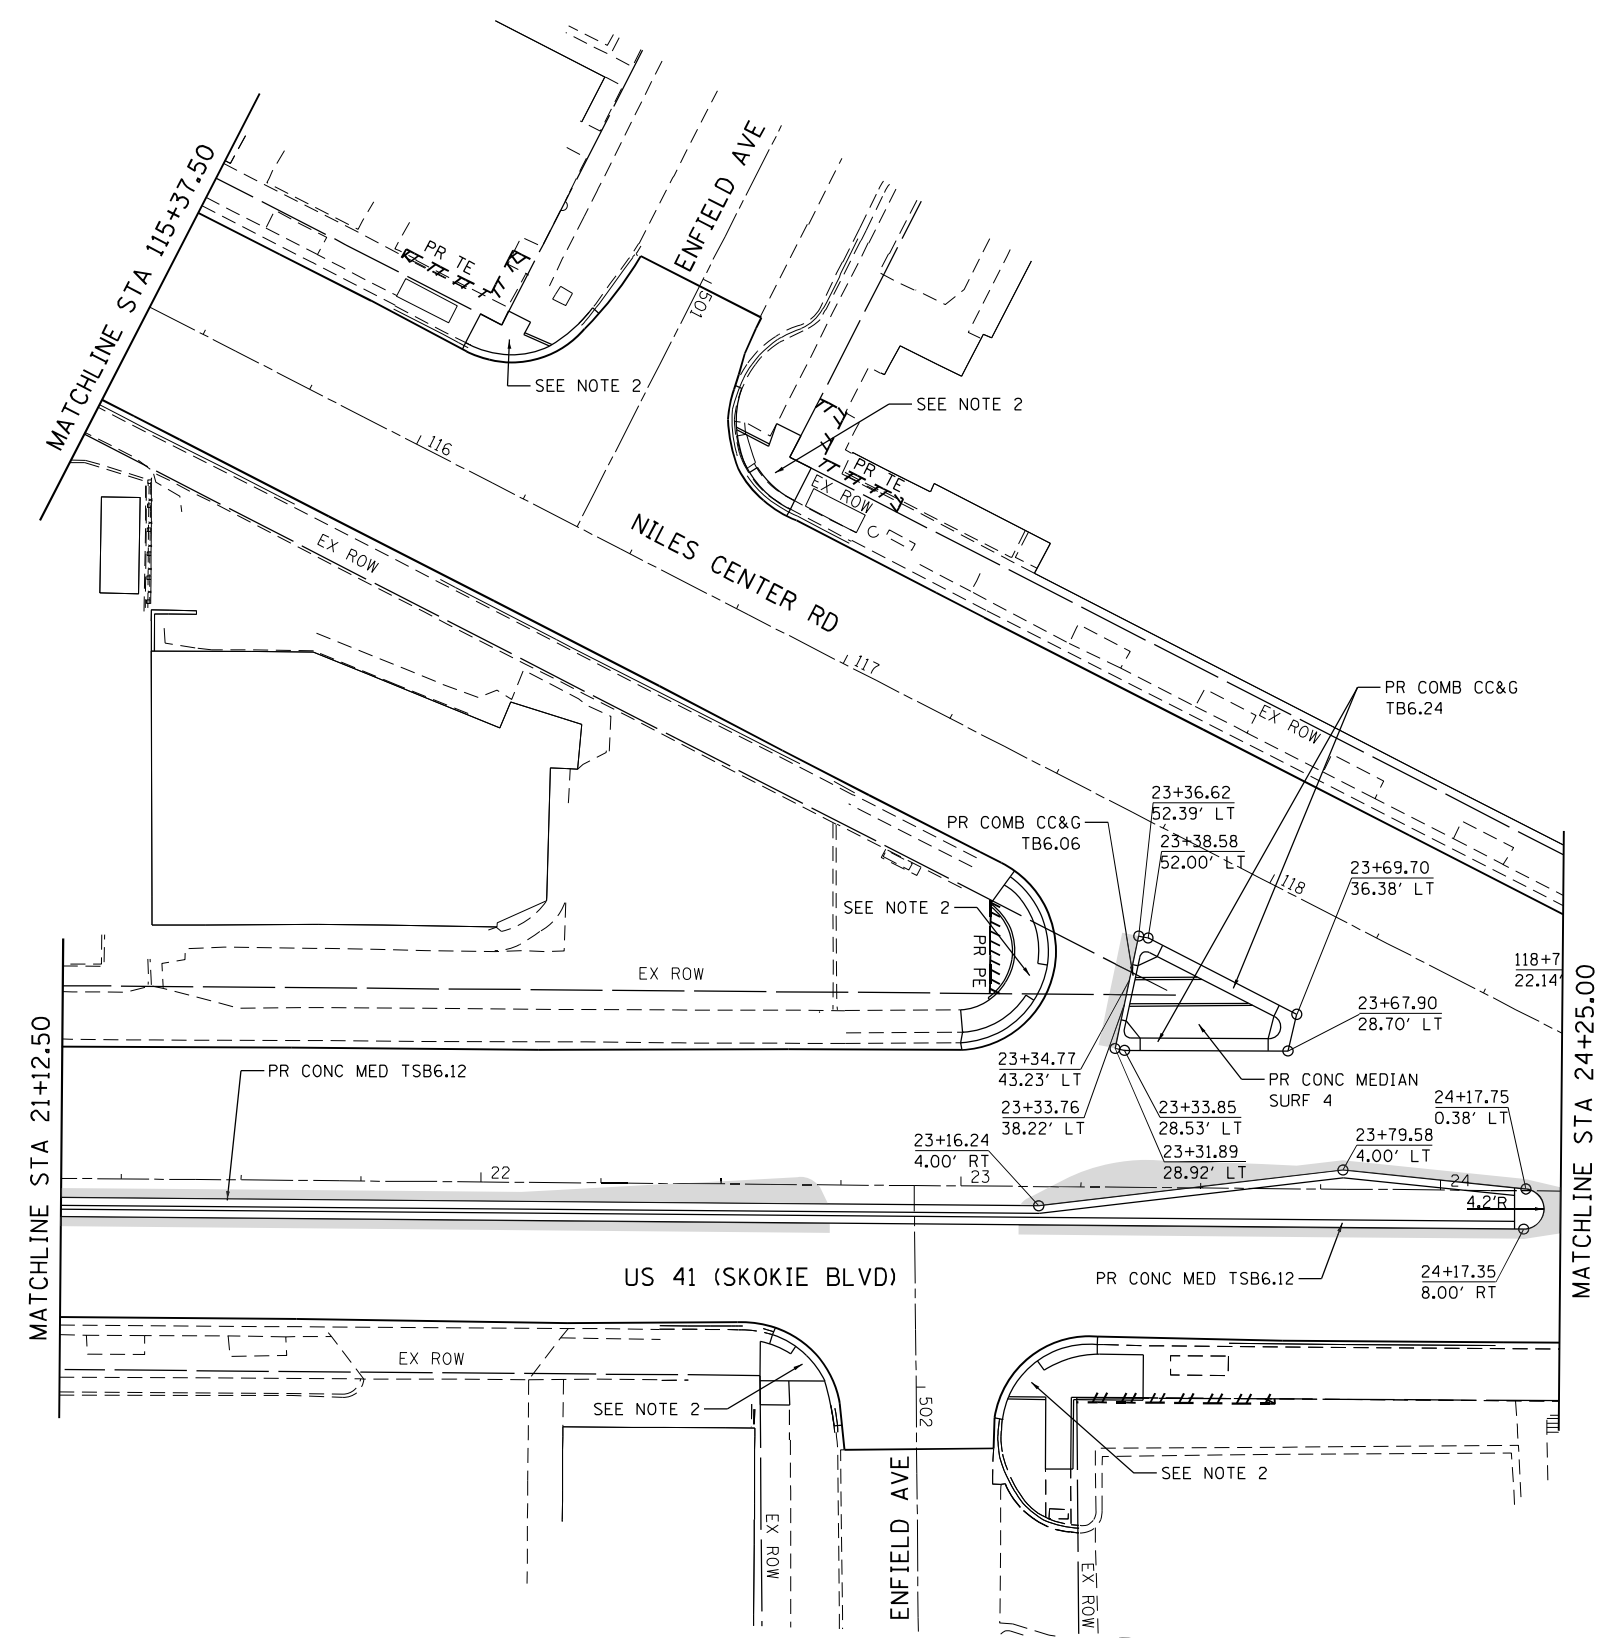 MATCHLINE STA 115+37.50
ENFIELD AVE
501
PR TE
SEE NOTE 2
SEE NOTE 2
116
PR TE
EX ROW
NILES CENTER RD
EX ROW
117
PR COMB CC&G
TB6.24
EX ROW
23+36.62
52.39' LT
PR COMB CC&G
TB6.06
23+38.58
52.00' LT
118
23+69.70
36.38' LT
SEE NOTE 2
PR PE
EX ROW
118+7
22.14'
23+67.90
28.70' LT
MATCHLINE STA 21+12.50
MATCHLINE STA 24+25.00
PR CONC MED TSB6.12
23+34.77
43.23' LT
PR CONC MEDIAN
SURF 4
23+33.76
38.22' LT
23+33.85
28.53' LT
24+17.75
0.38' LT
23+16.24
4.00' RT
23+31.89
28.92' LT
23+79.58
4.00' LT
22
23
24
4.2'R
US 41 (SKOKIE BLVD)
PR CONC MED TSB6.12
24+17.35
8.00' RT
EX ROW
SEE NOTE 2
502
SEE NOTE 2
ENFIELD AVE
EX ROW
EX ROW